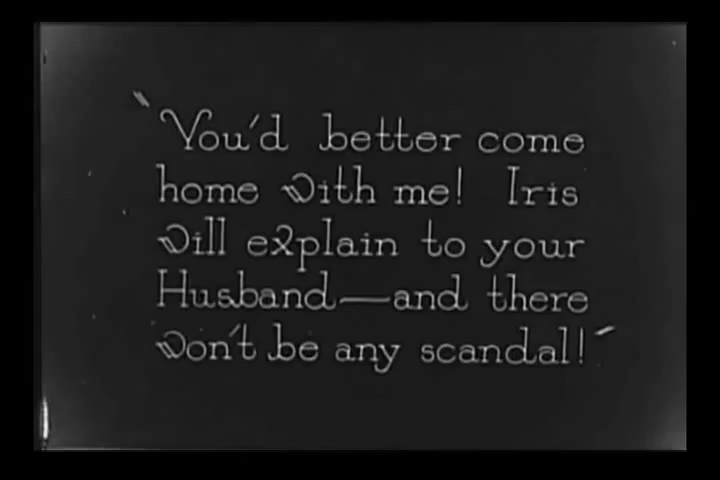 "You'd better come
home with me! Iris
will explain to your
Husband—and there
won't be any scandal!"